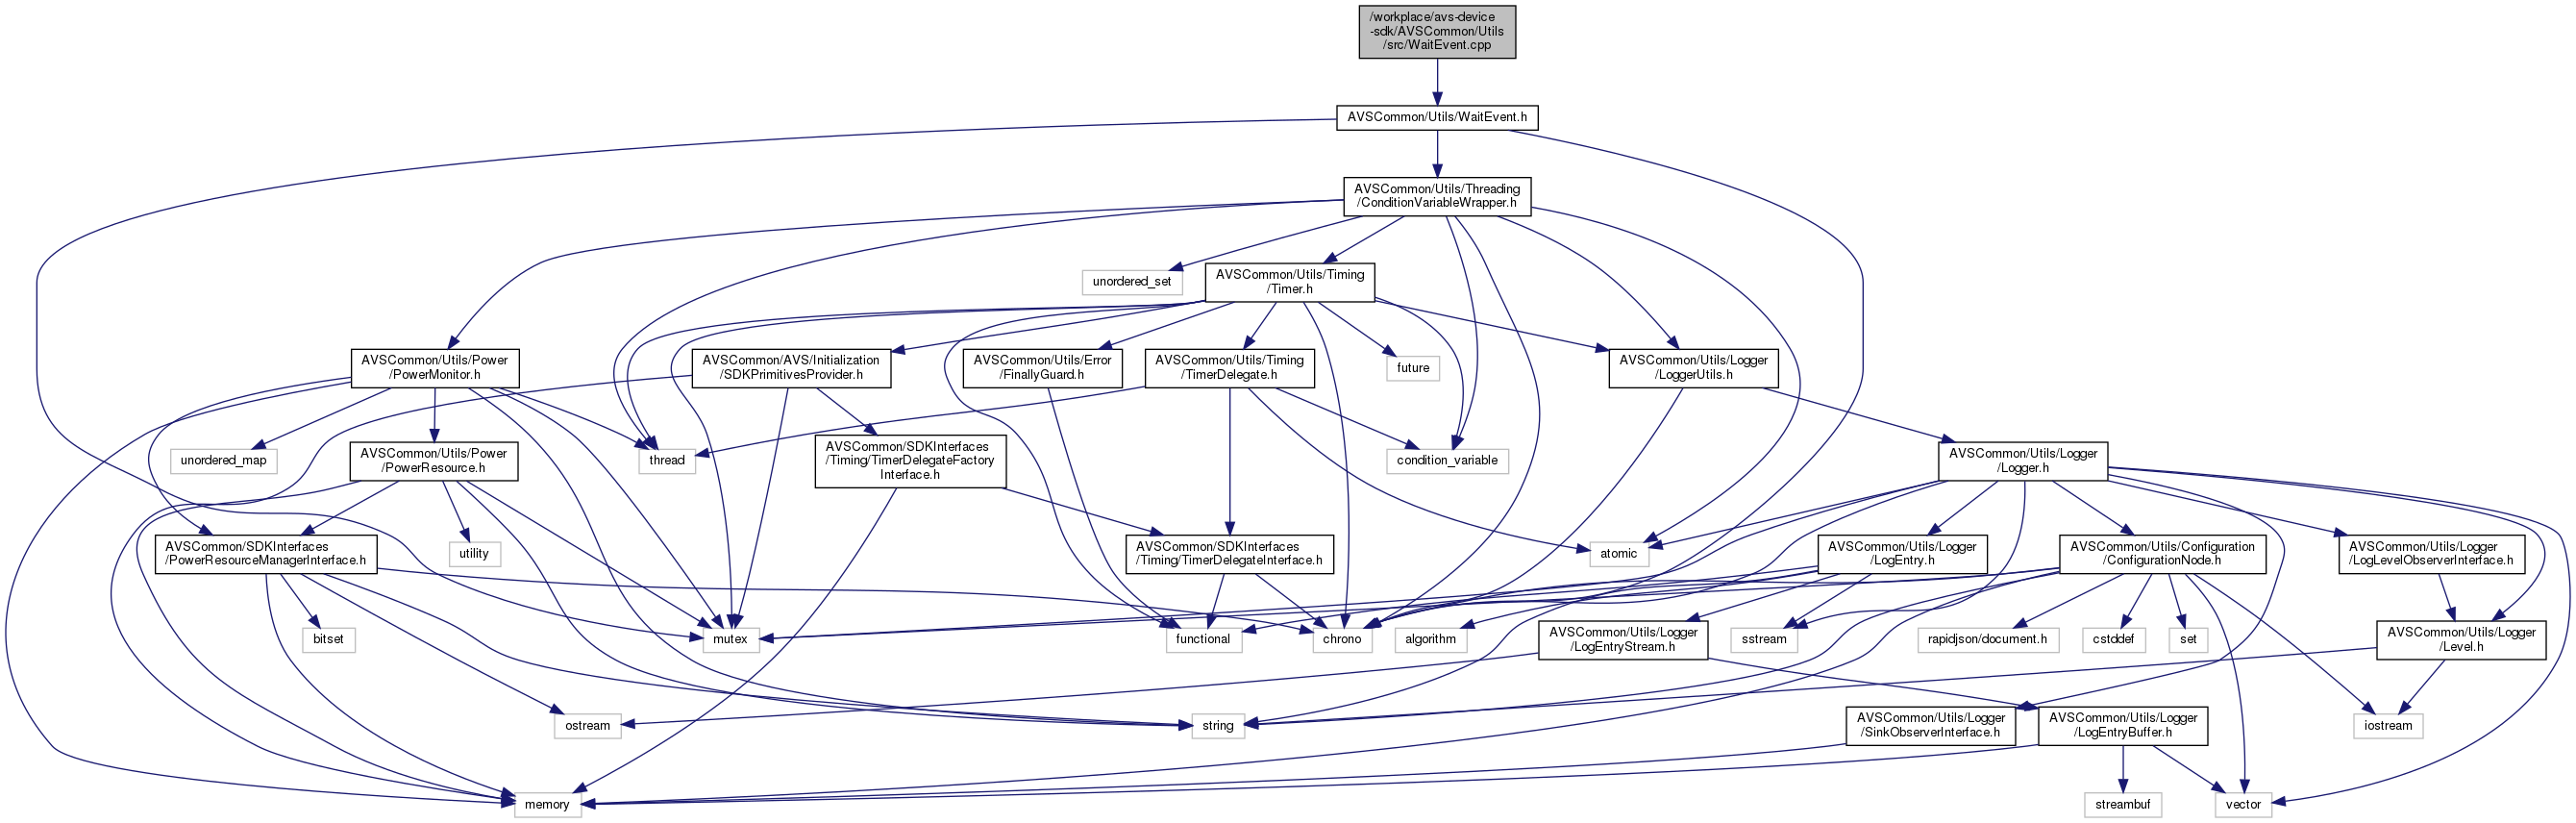 /workplace/avs-device
-sdk/AVSCommon/Utils
/src/WaitEvent.cpp
AVSCommon/Utils/WaitEvent.h
AVSCommon/Utils/Threading
/ConditionVariableWrapper.h
unordered_set
AVSCommon/Utils/Timing
/Timer.h
AVSCommon/Utils/Power
/PowerMonitor.h
AVSCommon/AVS/Initialization
/SDKPrimitivesProvider.h
AVSCommon/Utils/Error
/FinallyGuard.h
AVSCommon/Utils/Timing
/TimerDelegate.h
future
AVSCommon/Utils/Logger
/LoggerUtils.h
unordered_map
AVSCommon/Utils/Power
/PowerResource.h
thread
AVSCommon/SDKInterfaces
/Timing/TimerDelegateFactory
Interface.h
condition_variable
AVSCommon/Utils/Logger
/Logger.h
AVSCommon/SDKInterfaces
/PowerResourceManagerInterface.h
utility
AVSCommon/SDKInterfaces
/Timing/TimerDelegateInterface.h
atomic
AVSCommon/Utils/Logger
/LogEntry.h
AVSCommon/Utils/Configuration
/ConfigurationNode.h
AVSCommon/Utils/Logger
/LogLevelObserverInterface.h
bitset
mutex
functional
chrono
algorithm
AVSCommon/Utils/Logger
/LogEntryStream.h
sstream
rapidjson/document.h
cstddef
set
AVSCommon/Utils/Logger
/Level.h
ostream
string
AVSCommon/Utils/Logger
/SinkObserverInterface.h
AVSCommon/Utils/Logger
/LogEntryBuffer.h
iostream
memory
streambuf
vector